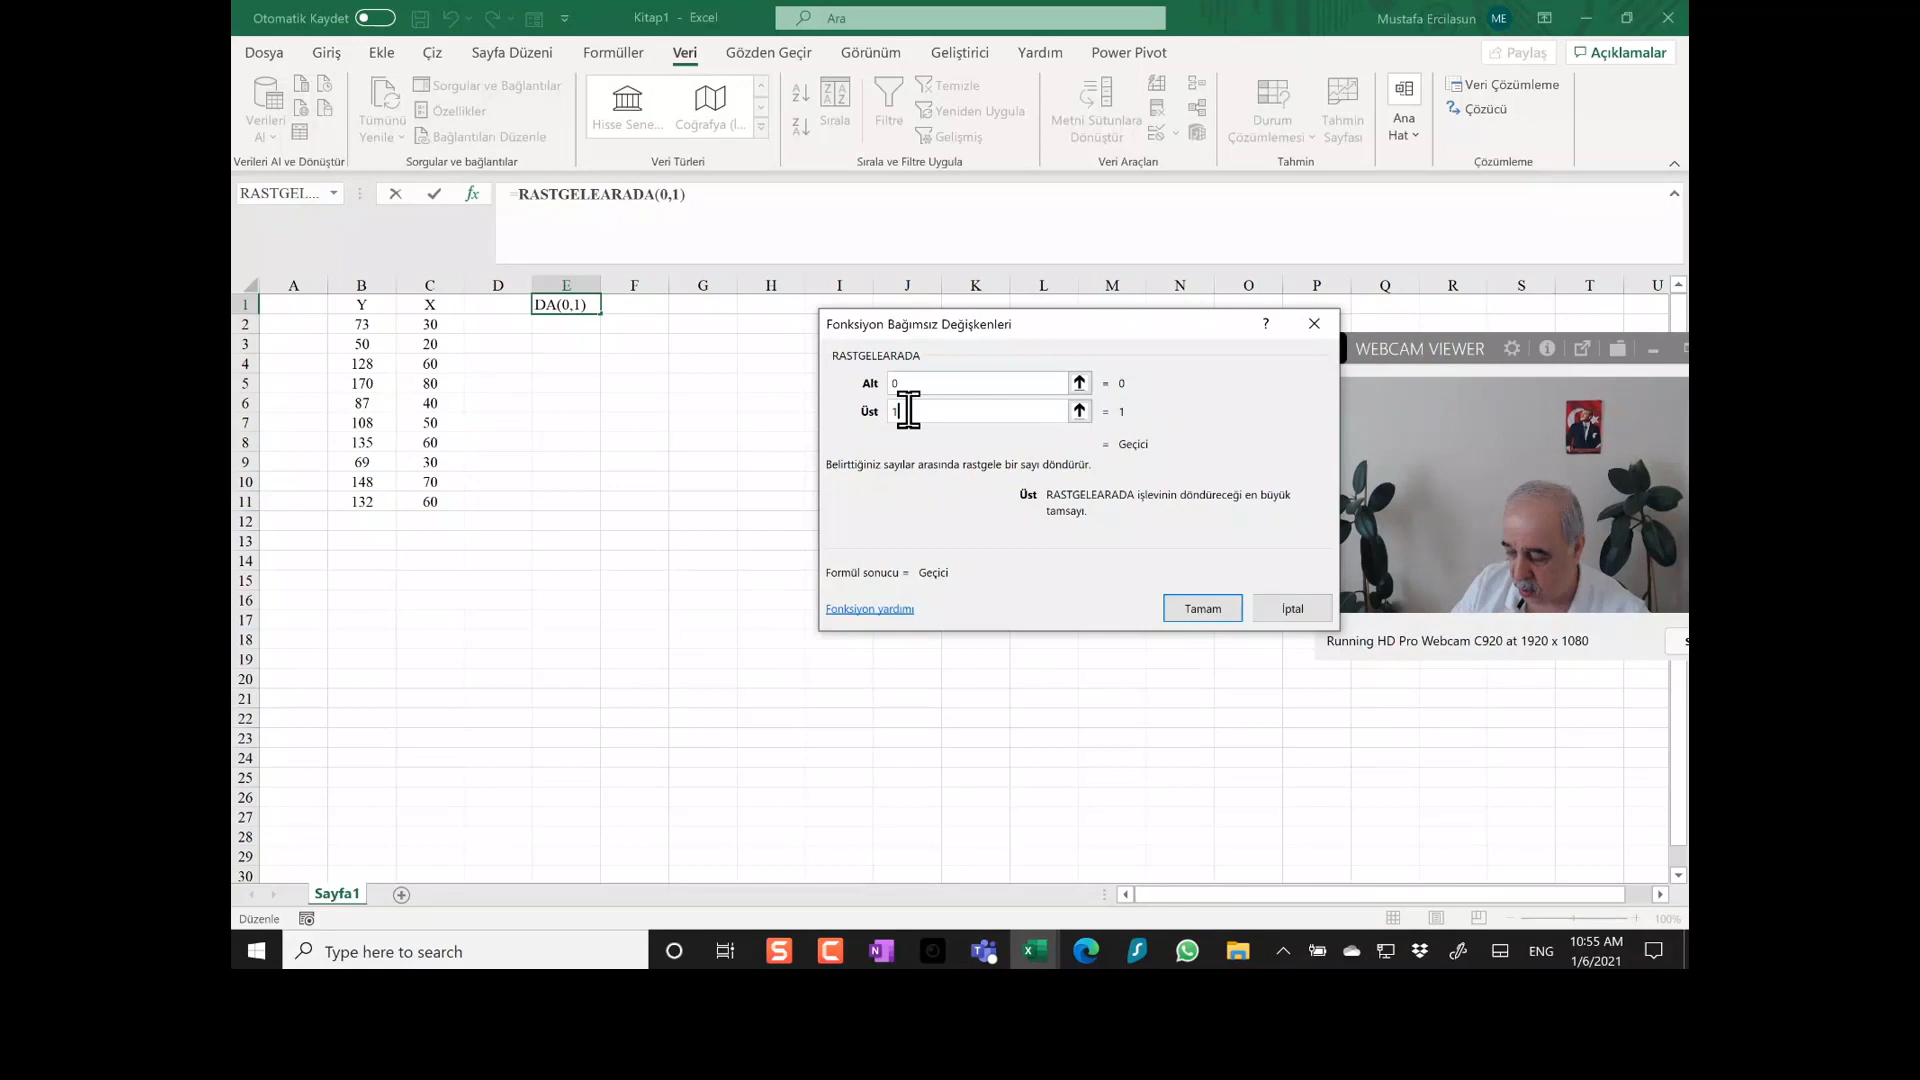 Otomatik Kaydet
Kitap1 - Excel
Ara
Mustafa Ercilasun ME
Dosya Giriş Ekle Çiz Sayfa Düzeni Formüller Veri Gözden Geçir Görünüm Geliştirici Yardım Power Pivot
Paylaş
Açıklamalar
Verileri
Al
Tümünü
Yenile
Sorgular ve Bağlantılar
Özellikler
Bağlantıları Düzenle
Hisse Sene...
Coğrafya (İ...
Sırala
Filtre
Temizle
Yeniden Uygula
Gelişmiş
Metni Sütunlara
Dönüştür
Durum
Çözümlemesi
Tahmin
Sayfası
Ana
Hat
Veri Çözümleme
Çözücü
Verileri Al ve Dönüştür Sorgular ve bağlantılar Veri Türleri Sırala ve Filtre Uygula Veri Araçları Tahmin Çözümleme
RASTGEL...
fx
=RASTGELEARADA(0,1)
A B C D E F G H I J K L M N O P Q R S T U
1 Y X DA(0,1)
2 73 30
3 50 20
4 128 60
5 170 80
6 87 40
7 108 50
8 135 60
9 69 30
10 148 70
11 132 60
12
13
14
15
16
17
18
19
20
21
22
23
24
25
26
27
28
29
30
Fonksiyon Bağımsız Değişkenleri ?
RASTGELEARADA
Alt 0 = 0
Üst 1 = 1
= Geçici
Belirttiğiniz sayılar arasında rastgele bir sayı döndürür.
Üst RASTGELEARADA işlevinin döndüreceği en büyük
tamsayı.
Formül sonucu = Geçici
Fonksiyon yardımı
Tamam
İptal
WEBCAM VIEWER
Running HD Pro Webcam C920 at 1920 x 1080
Sayfa1
Düzenle
100%
Type here to search
ENG
10:55 AM
1/6/2021